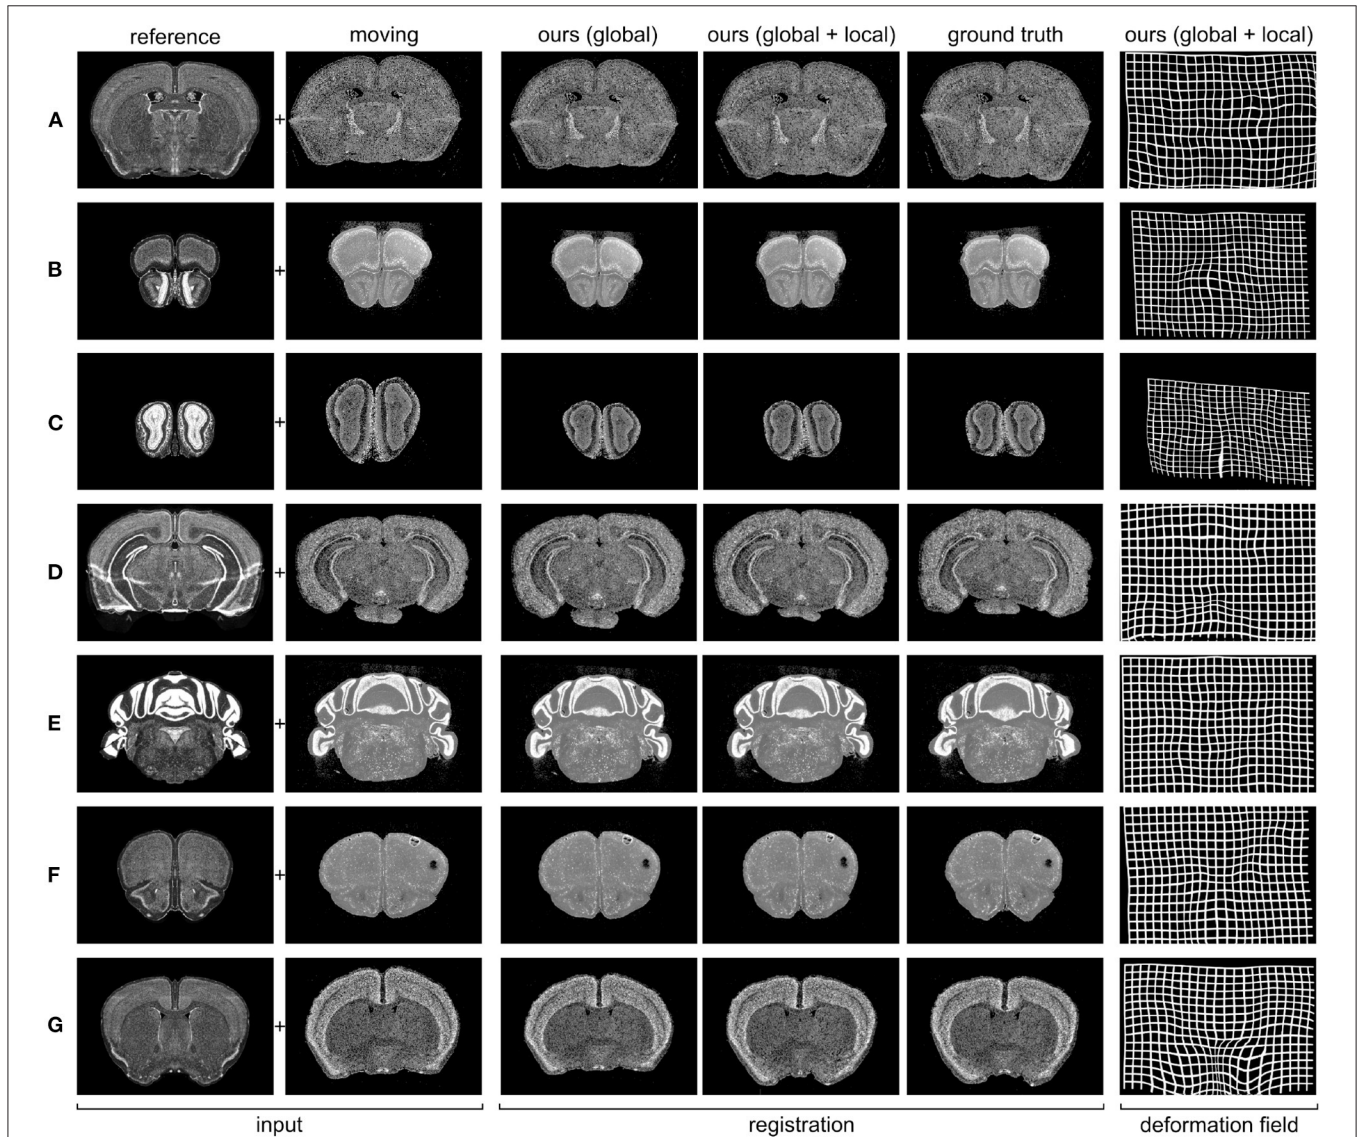 reference moving ours (global) ours (global + local) ground truth ours (global + local)
A +
B +
C +
D +
E +
F +
G +
input registration deformation field